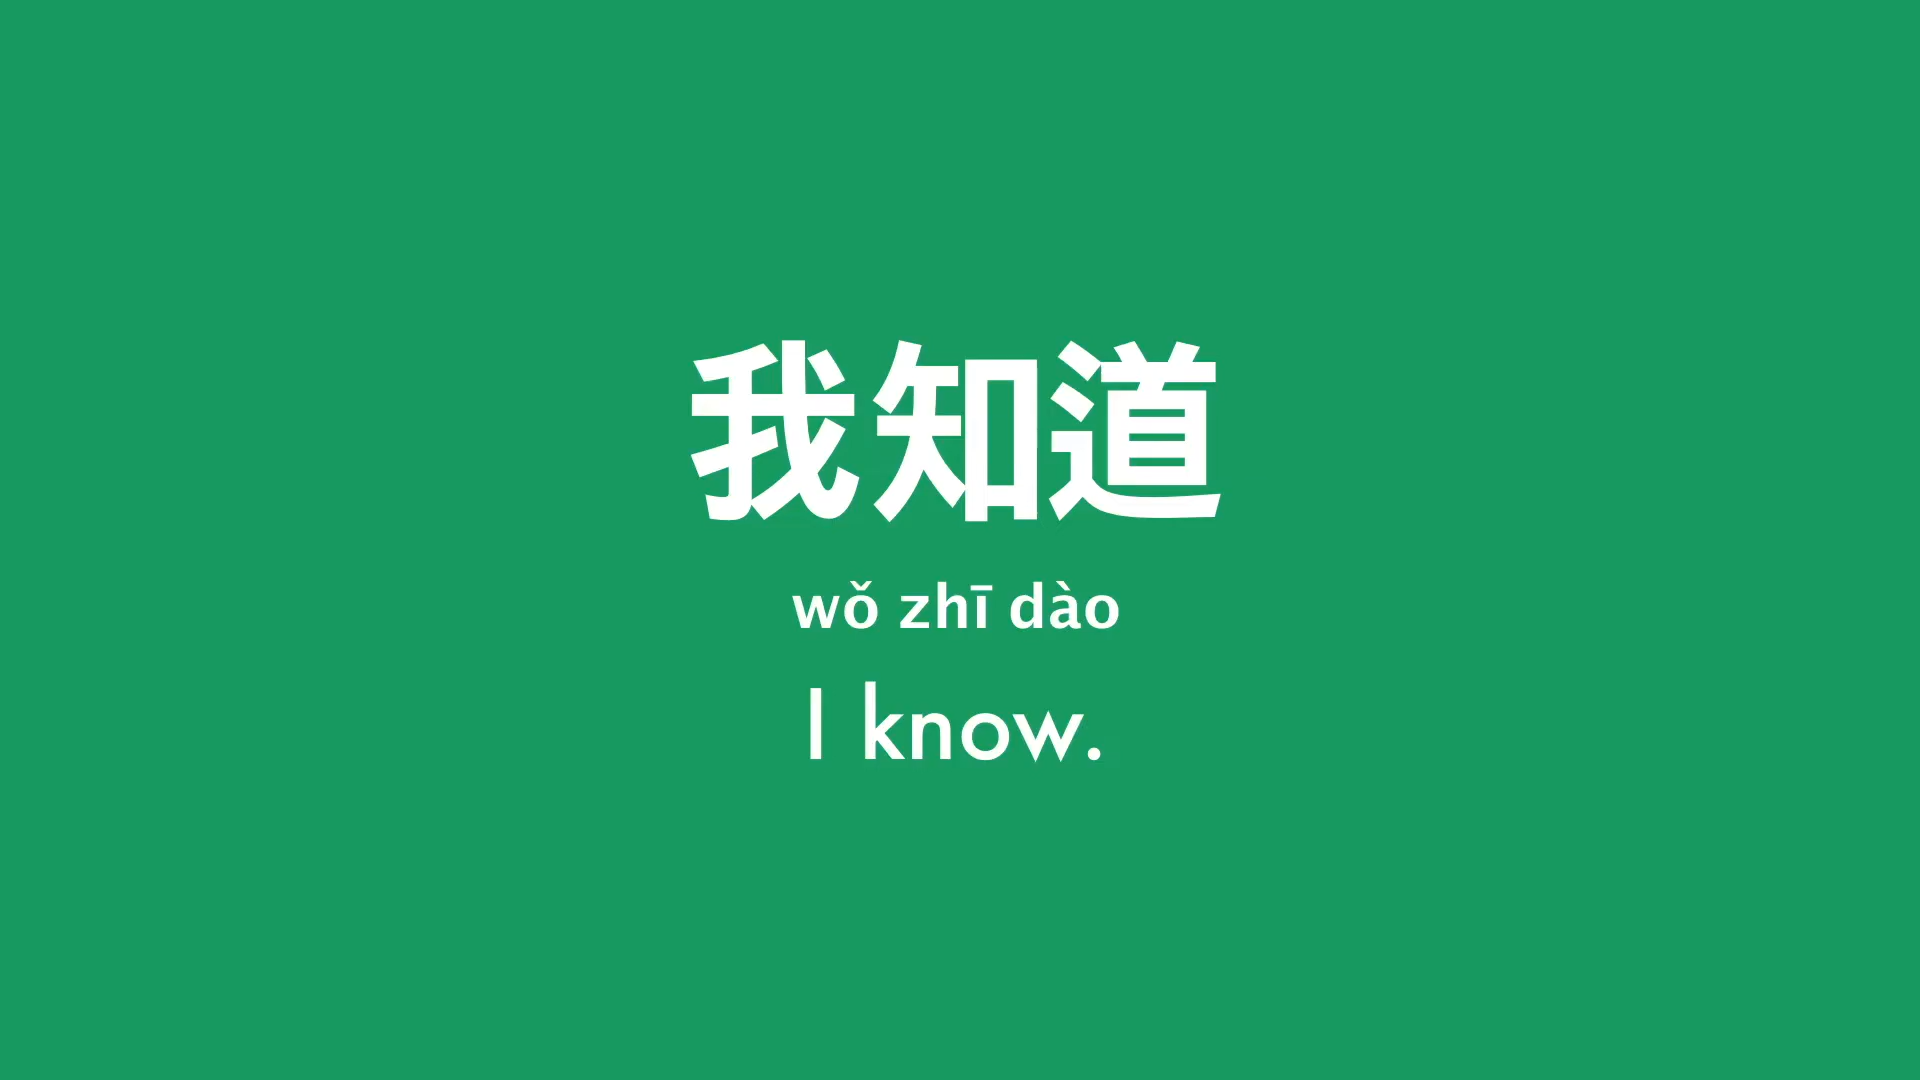 我知道
wǒ zhī dào
I know.